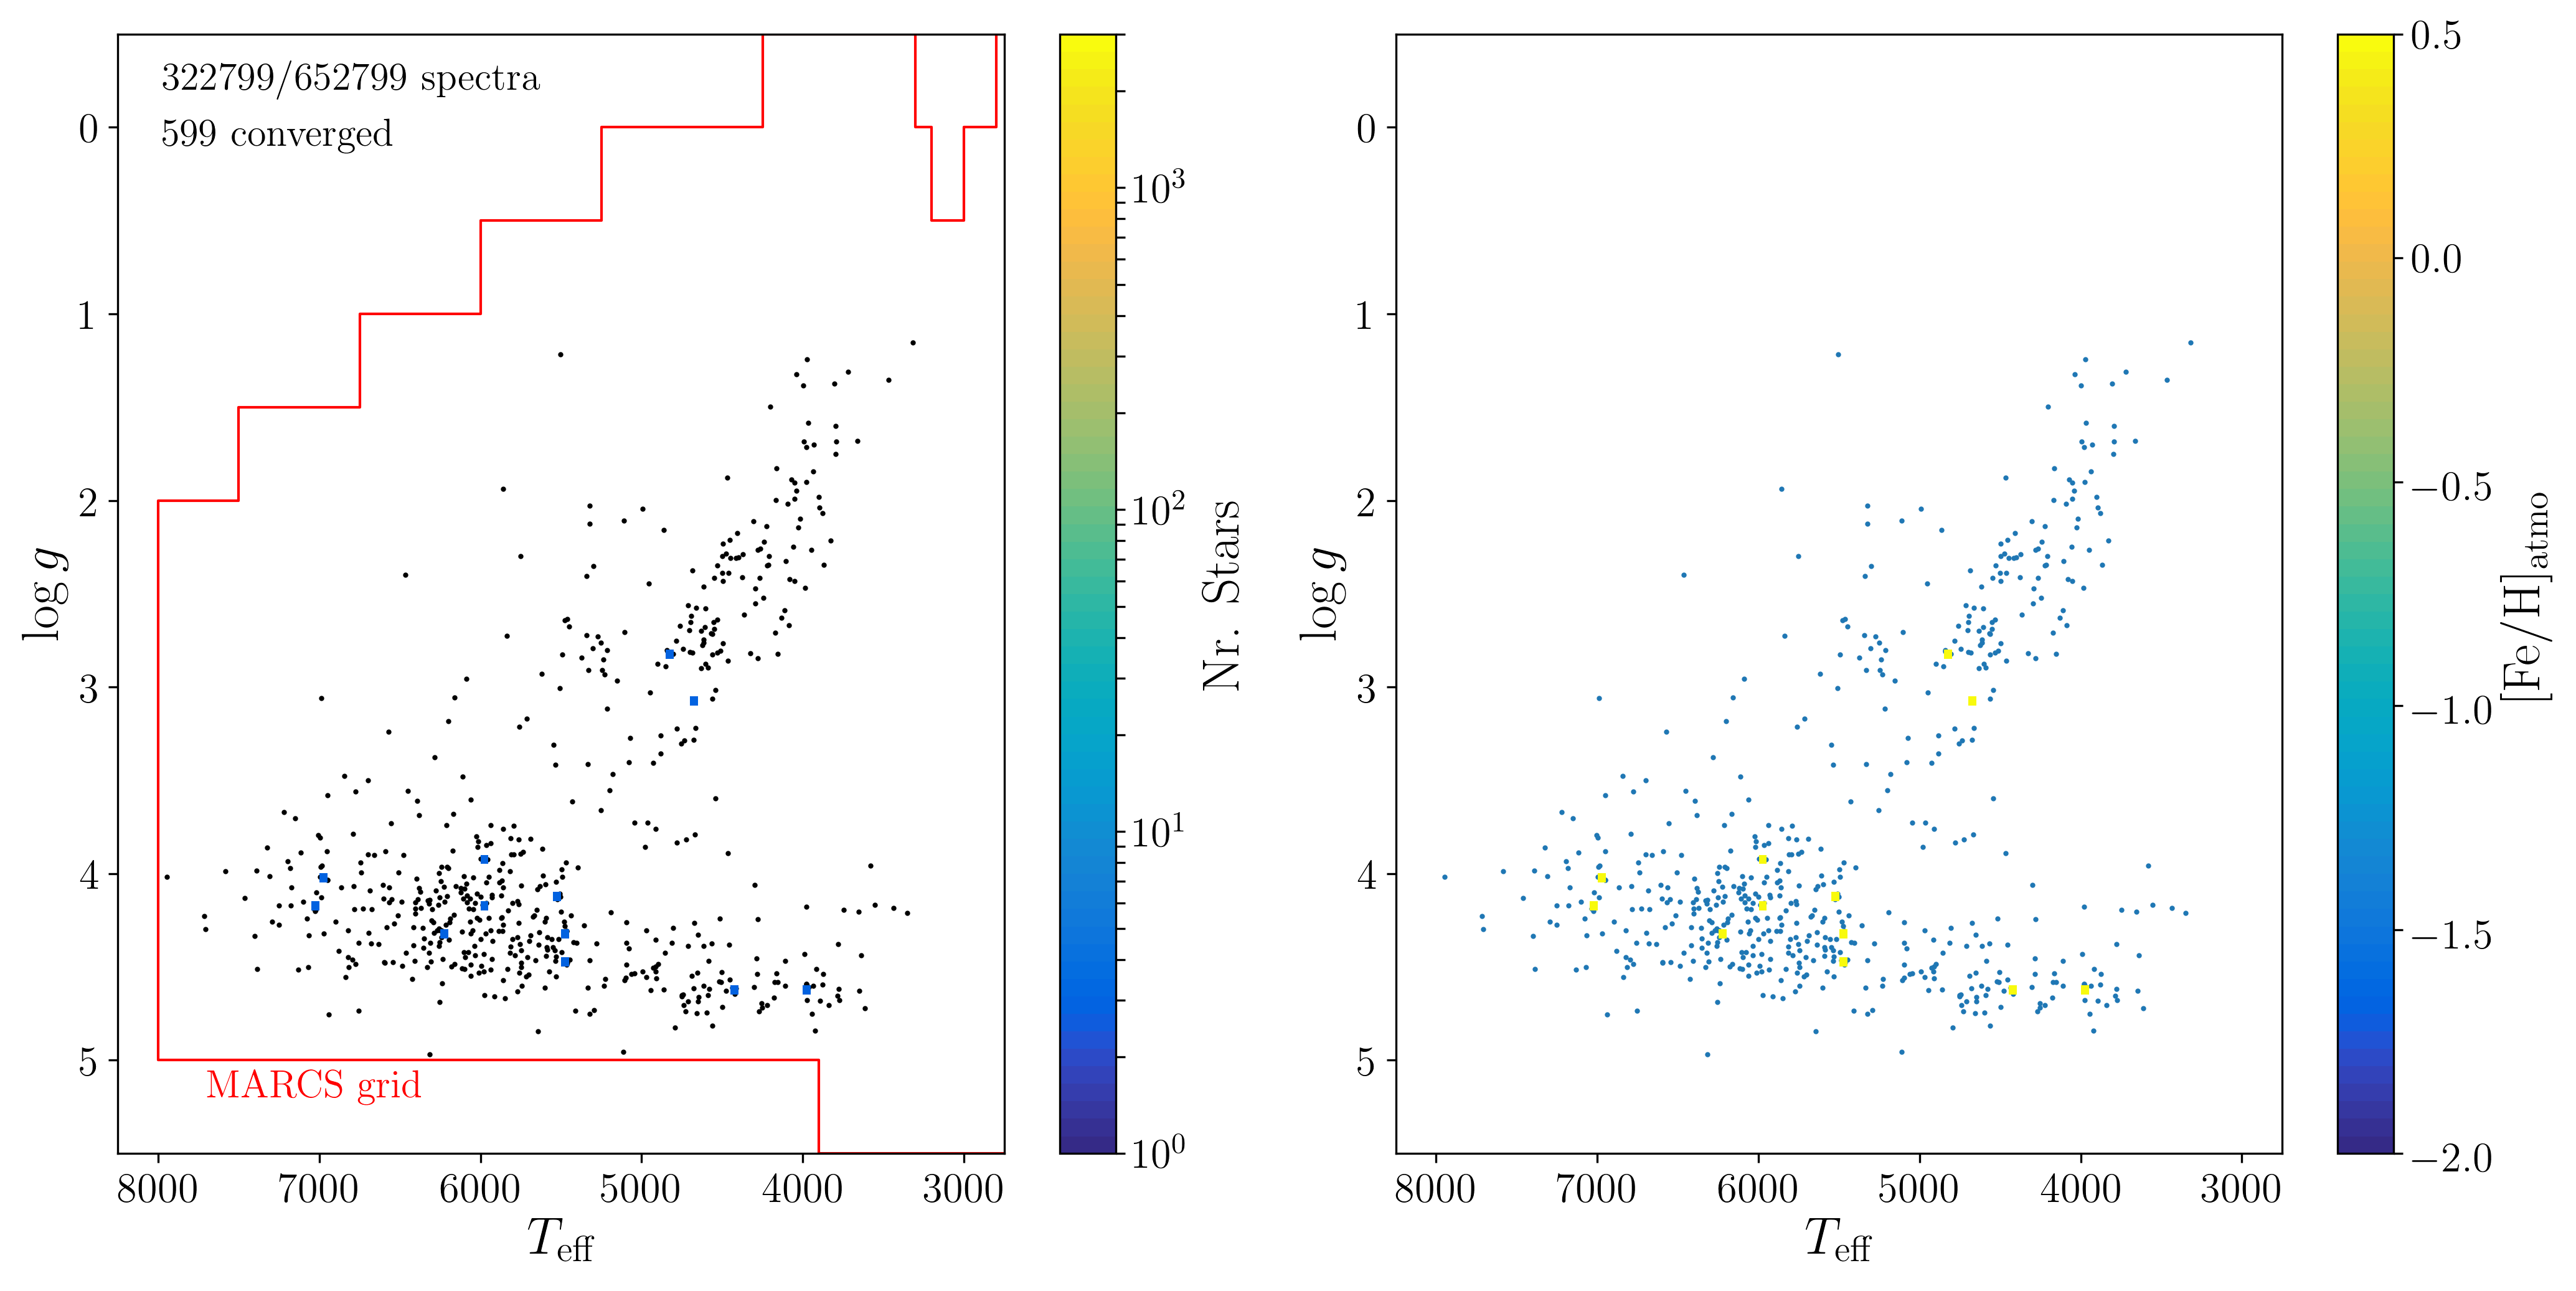 322799/652799 spectra
599 converged
MARCS grid
0
1
2
3
4
5
log g
8000 7000 6000 5000 4000 3000
T_eff
10^3
10^2
10^1
10^0
Nr. Stars
0
1
2
3
4
5
log g
8000 7000 6000 5000 4000 3000
T_eff
0.5
0.0
−0.5
−1.0
−1.5
−2.0
[Fe/H]_atmo